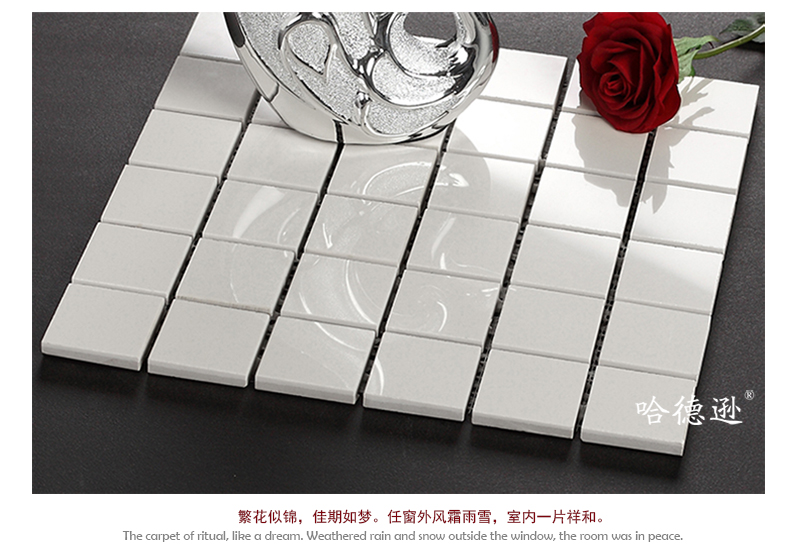 哈德逊®
繁花似锦，佳期如梦。任窗外风霜雨雪，室内一片祥和。
The carpet of ritual, like a dream. Weathered rain and snow outside the window, the room was in peace.